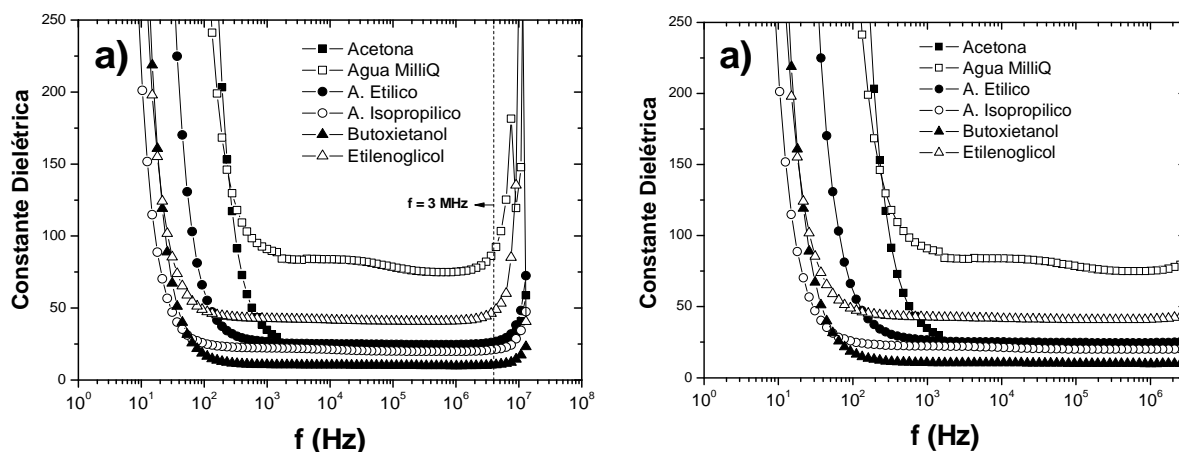 a)
Acetona
Agua MilliQ
A. Etilico
A. Isopropilico
Butoxietanol
Etilenoglicol
f = 3 MHz
Constante Dielétrica
250
200
150
100
50
0
10^0 10^1 10^2 10^3 10^4 10^5 10^6 10^7 10^8
f (Hz)
a)
Acetona
Agua MilliQ
A. Etilico
A. Isopropilico
Butoxietanol
Etilenoglicol
Constante Dielétrica
250
200
150
100
50
0
10^0 10^1 10^2 10^3 10^4 10^5 10^6
f (Hz)